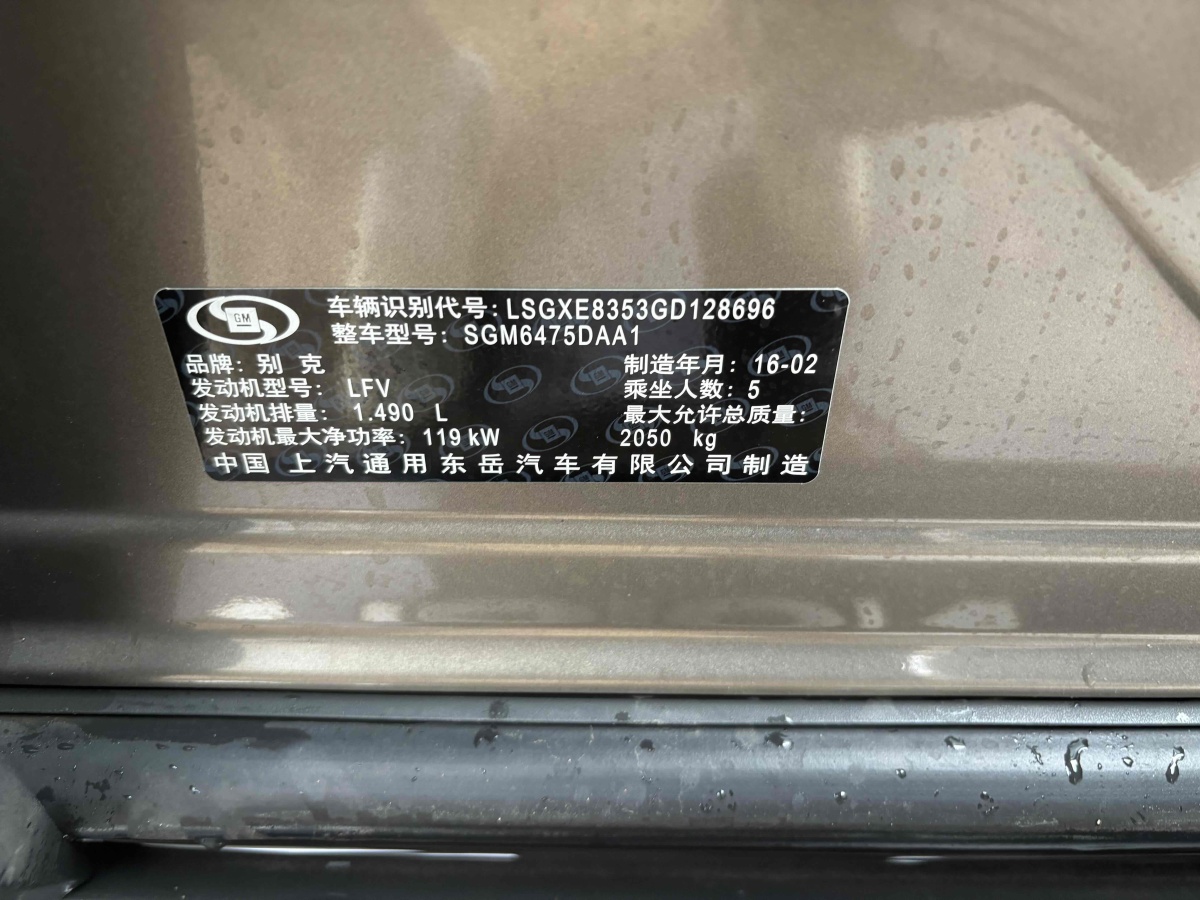 GM
车辆识别代号: LSGXE8353GD128696
整车型号: SGM6475DAA1
品牌: 别 克 制造年月: 16-02
发动机型号: LFV 乘坐人数: 5
发动机排量: 1.490 L 最大允许总质量:
发动机最大净功率: 119 kW 2050 kg
中国 上汽通用东岳汽车有限公司制造